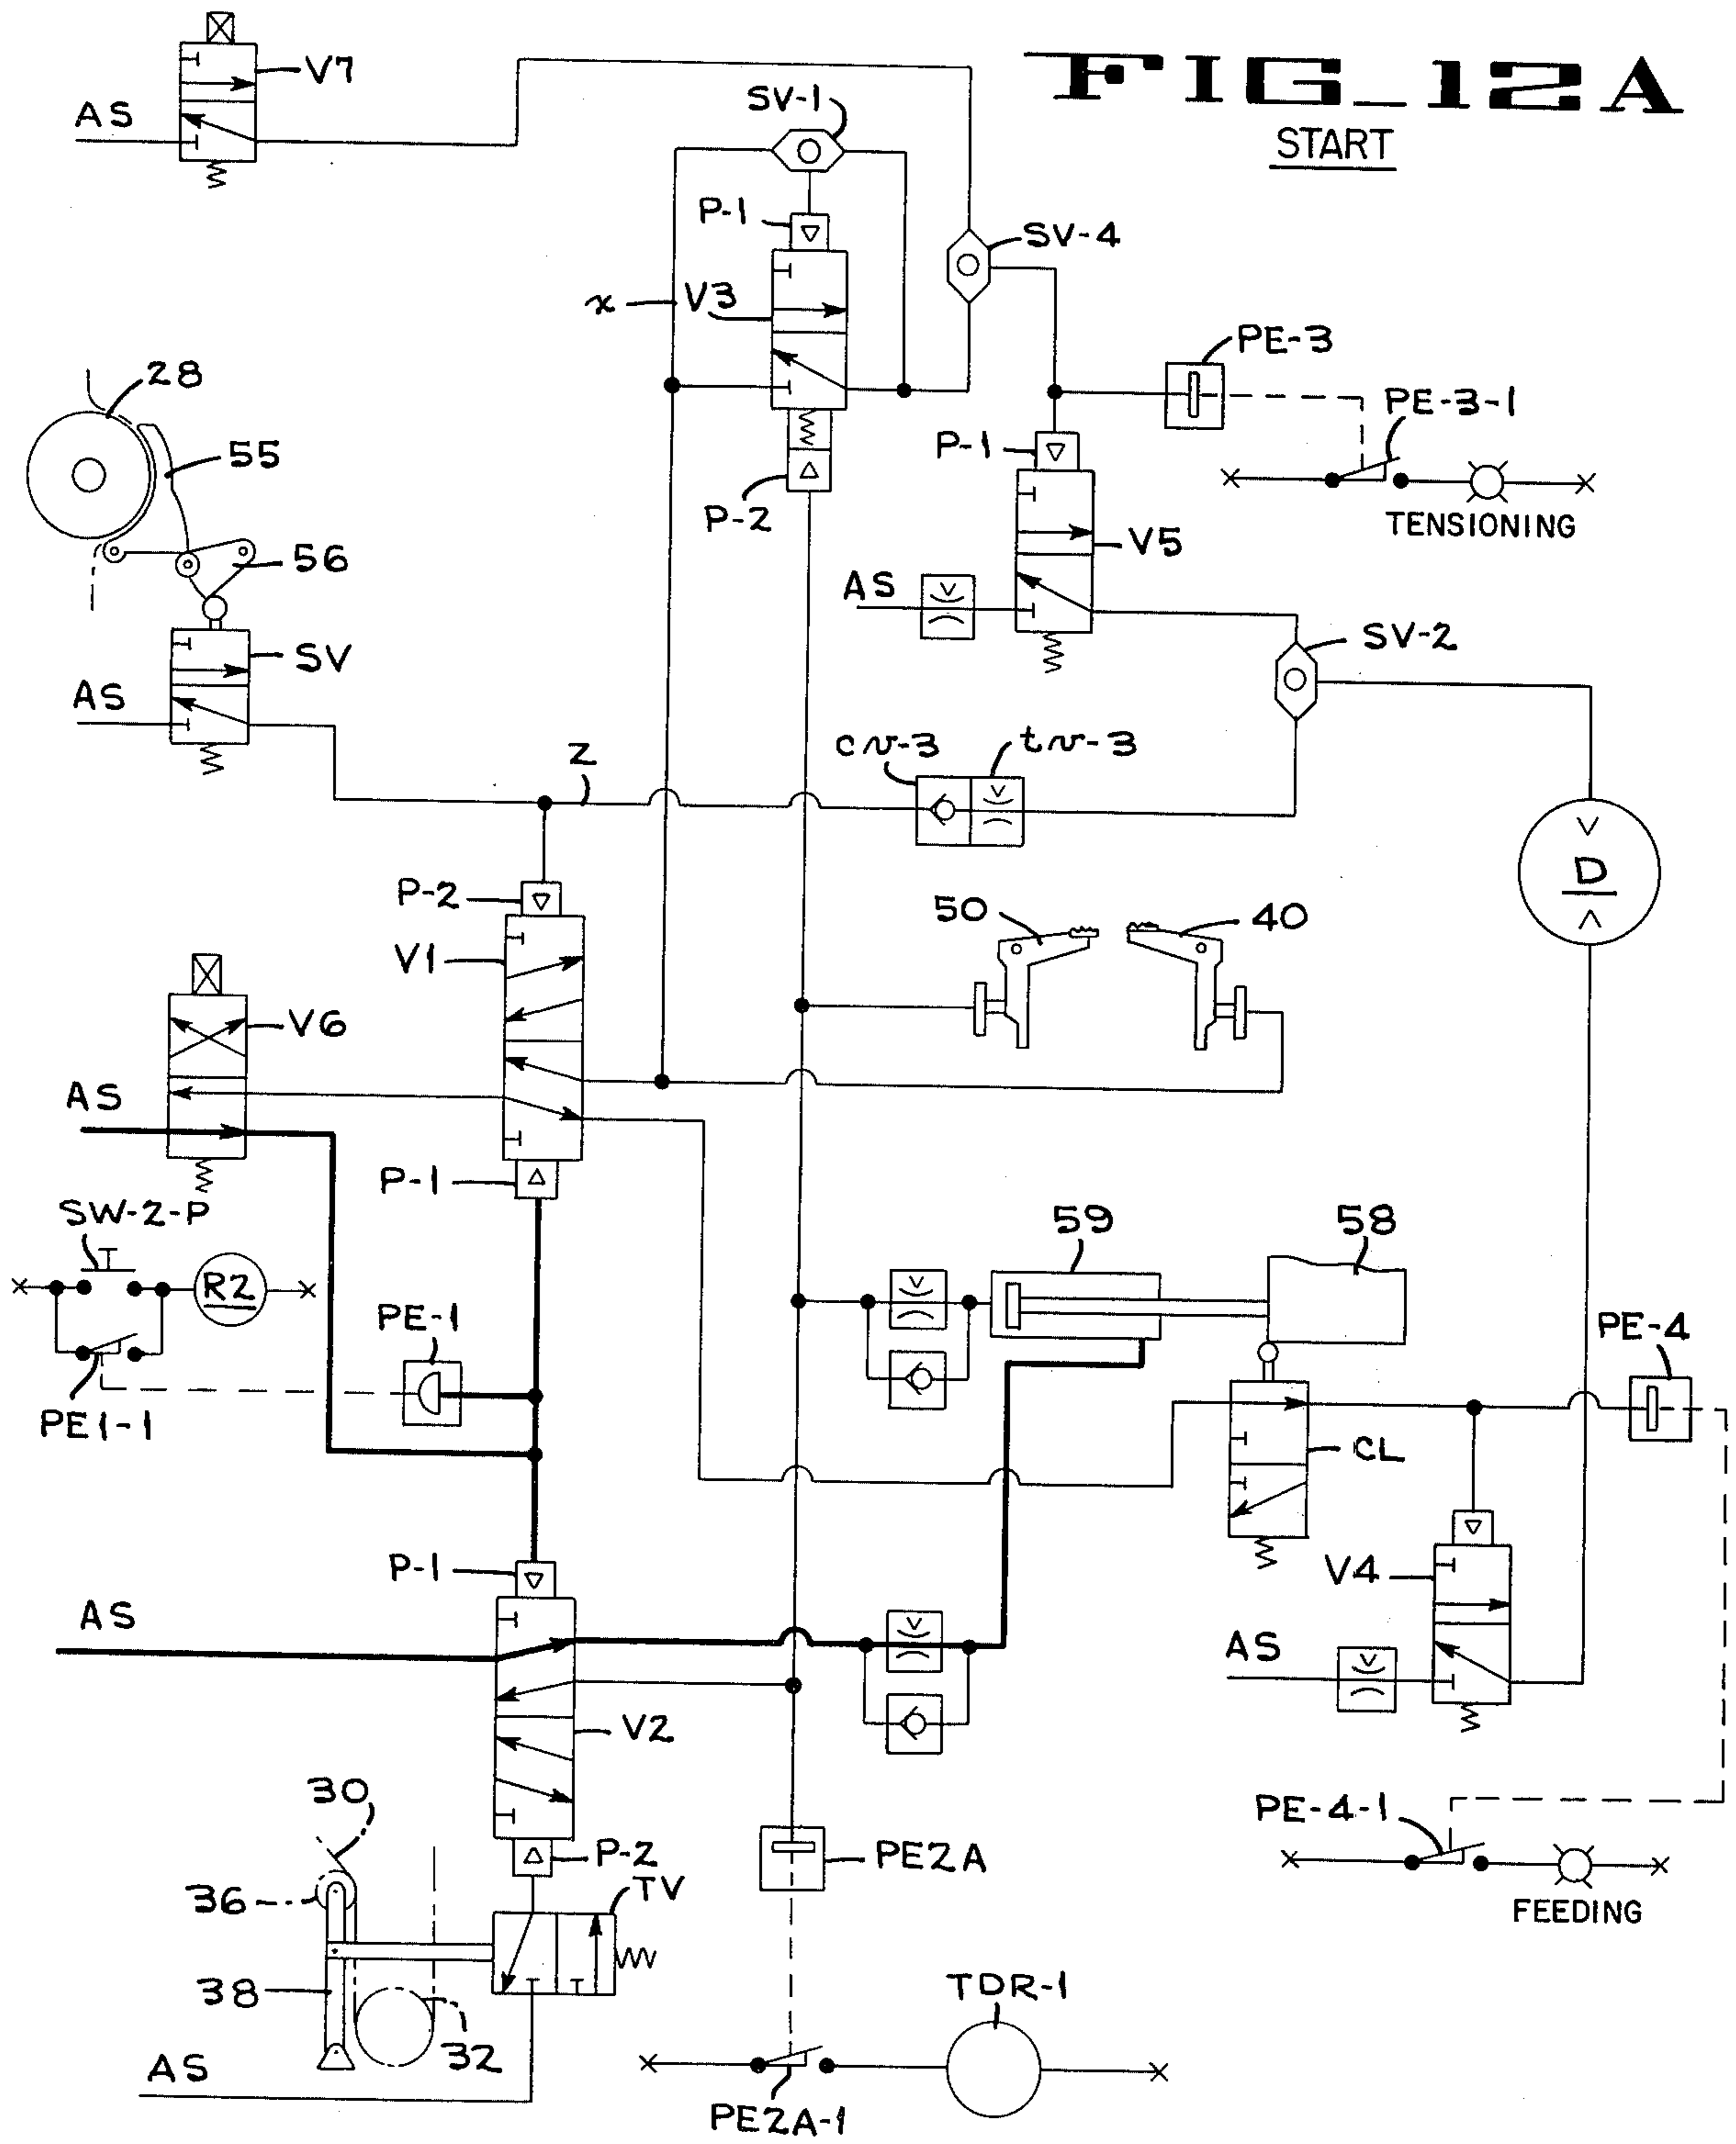 FIG_12A
START
V7
AS
SV-1
P-1
SV-4
x
V3
PE-3
28
PE-3-1
55
P-1
P-2
TENSIONING
V5
56
AS
SV
SV-2
AS
cv-3
tv-3
Z
D
P-2
50
40
V1
V6
AS
P-1
SW-2-P
59
58
R2
PE-1
PE-4
PE1-1
CL
P-1
V4
AS
AS
V2
30
PE-4-1
P-2
PE2A
36
TV
FEEDING
38
TDR-1
32
AS
PE2A-1